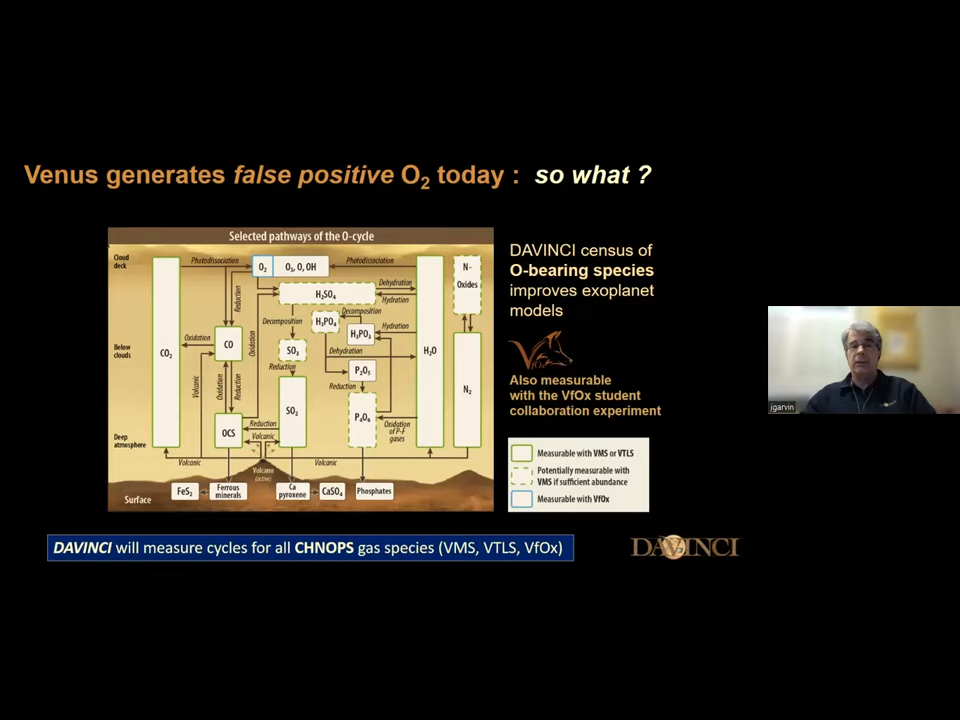 Venus generates false positive O₂ today : so what ?
Selected pathways of the O-cycle
Cloud
deck
Below
clouds
Deep
atmosphere
Surface
Photodissociation
O₂
O₃, O, OH
Photodissociation
N-
Oxides
Dehydration
H₂SO₄
Hydration
Reduction
Decomposition
H₃PO₄
Decomposition
Hydration
H₃PO₃
Oxidation
CO
Oxidation
CO₂
SO₃
Dehydration
H₂O
Reduction
P₂O₅
Reduction
N₂
Volcanic
Oxidation
Reduction
SO₂
P₄O₆
Oxidation
of P-F
gases
OCS
Reduction
Volcanic
Volcanic
Volcanic
Volcano
(active)
FeS₂
Ferrous
minerals
Ca
pyroxene
CaSO₄
Phosphates
DAVINCI census of
O-bearing species
improves exoplanet
models
VfOx
Also measurable
with the VfOx student
collaboration experiment
Measurable with VMS or VTLS
Potentially measurable with
VMS if sufficient abundance
Measurable with VfOx
jgarvin
DAVINCI will measure cycles for all CHNOPS gas species (VMS, VTLS, VfOx)
DAVINCI